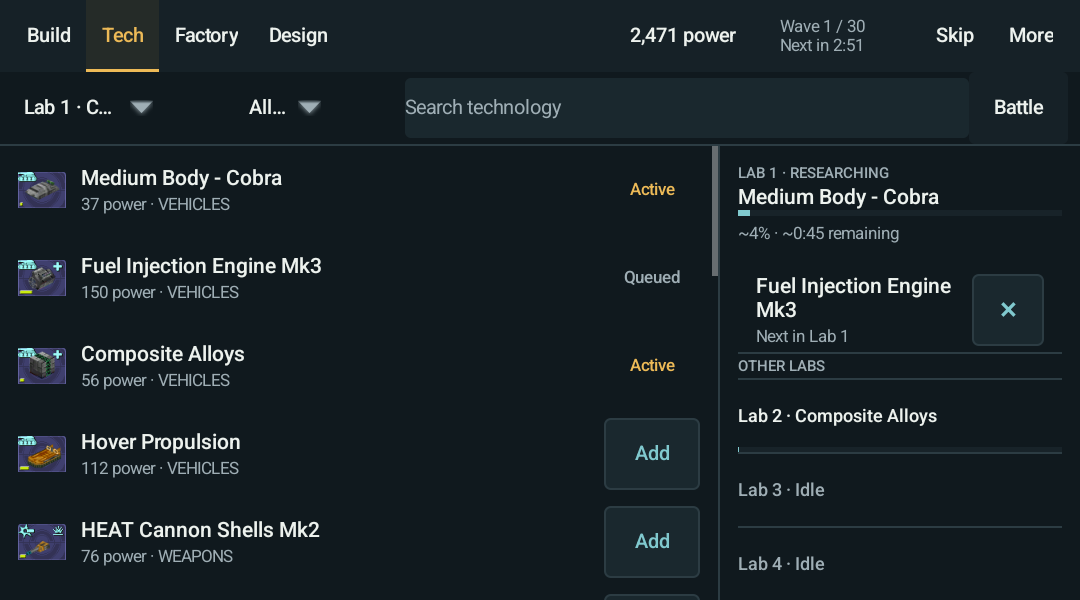 Build
Tech
Factory
Design
2,471 power
Wave 1 / 30
Next in 2:51
Skip
More
Lab 1 · C...
All...
Search technology
Battle
Medium Body - Cobra
37 power · VEHICLES
Active
Fuel Injection Engine Mk3
150 power · VEHICLES
Queued
Composite Alloys
56 power · VEHICLES
Active
Hover Propulsion
112 power · VEHICLES
Add
HEAT Cannon Shells Mk2
76 power · WEAPONS
Add
LAB 1 · RESEARCHING
Medium Body - Cobra
~4% · ~0:45 remaining
Fuel Injection Engine
Mk3
Next in Lab 1
OTHER LABS
Lab 2 · Composite Alloys
Lab 3 · Idle
Lab 4 · Idle